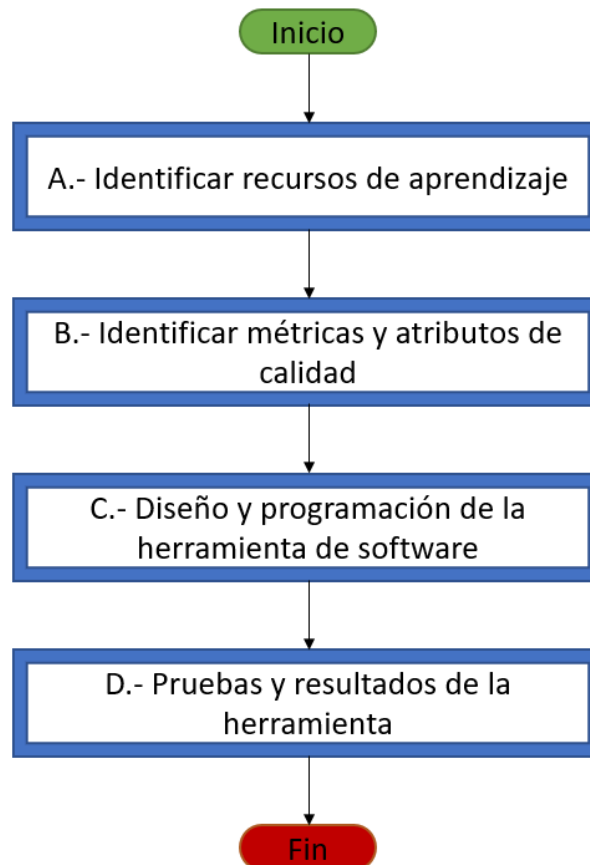 Inicio
A.- Identificar recursos de aprendizaje
B.- Identificar métricas y atributos de
calidad
C.- Diseño y programación de la
herramienta de software
D.- Pruebas y resultados de la
herramienta
Fin